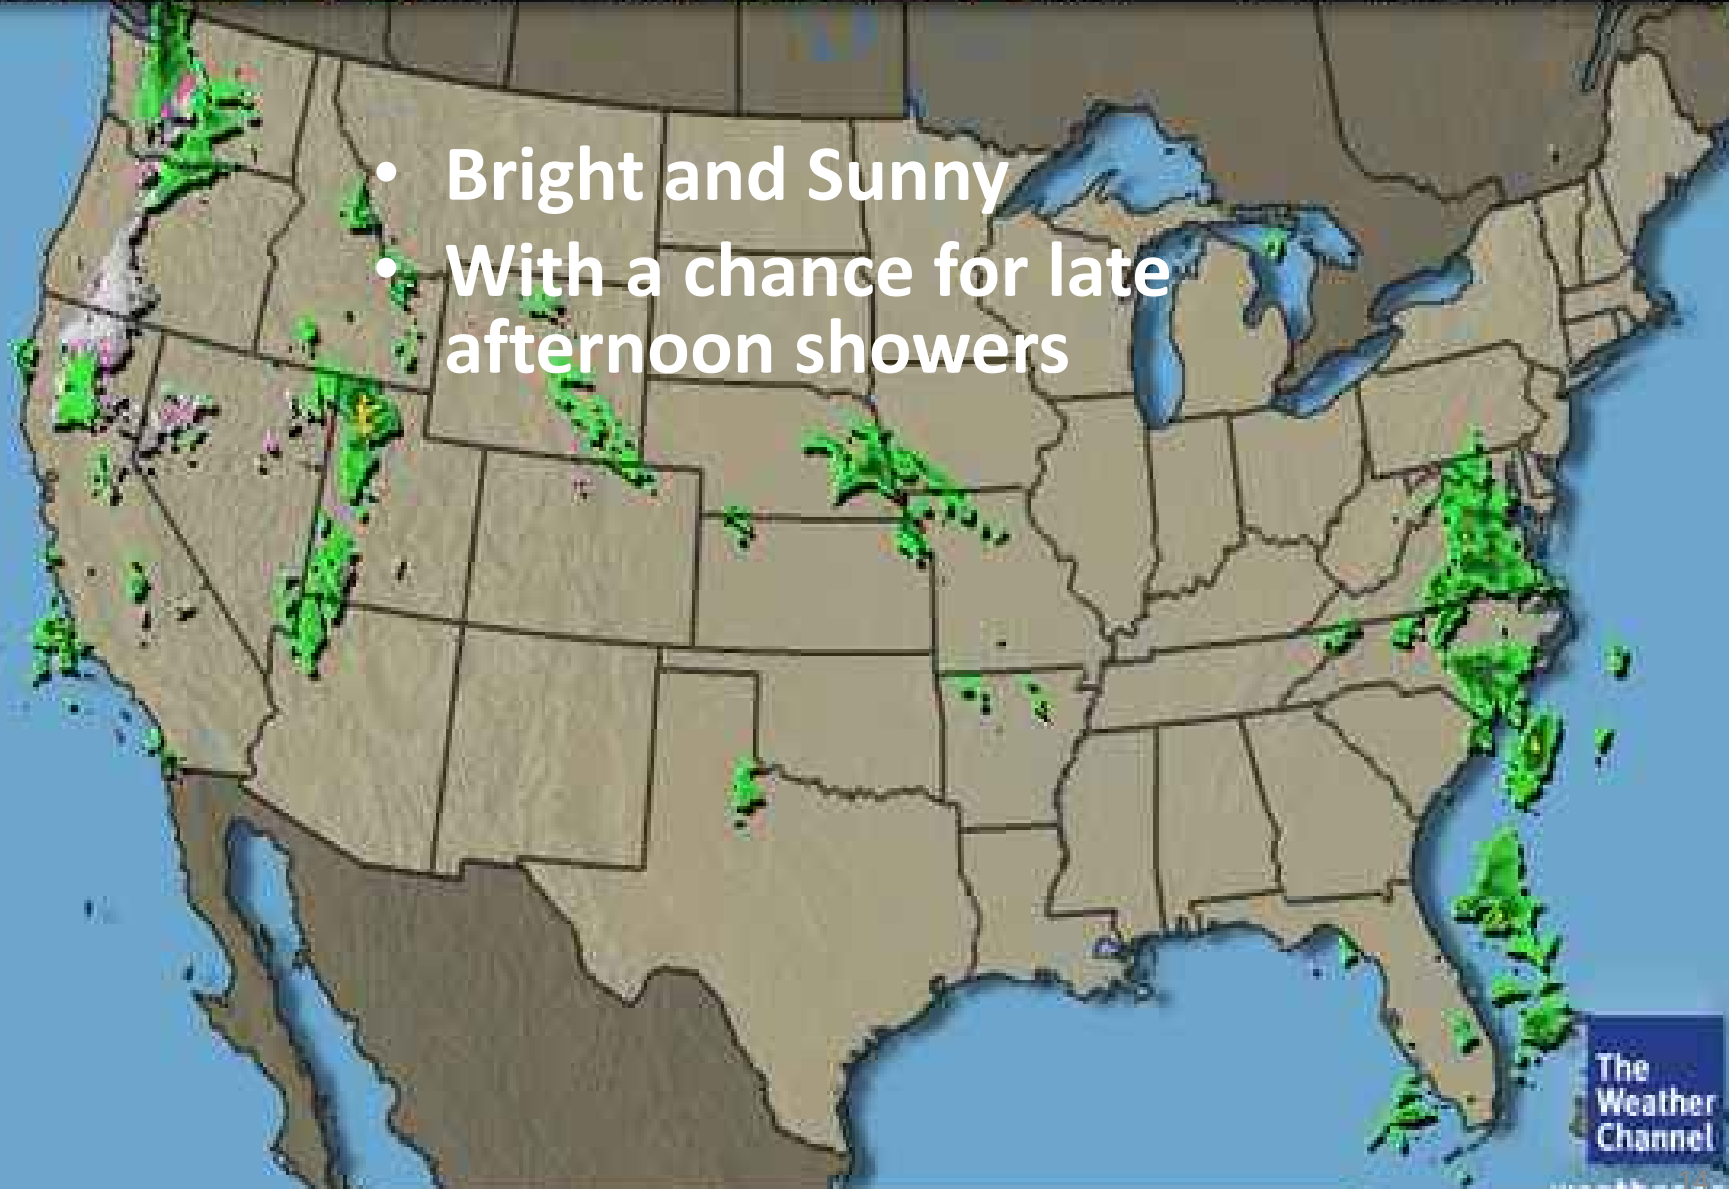 • Bright and Sunny
• With a chance for late
afternoon showers
The
Weather
Channel